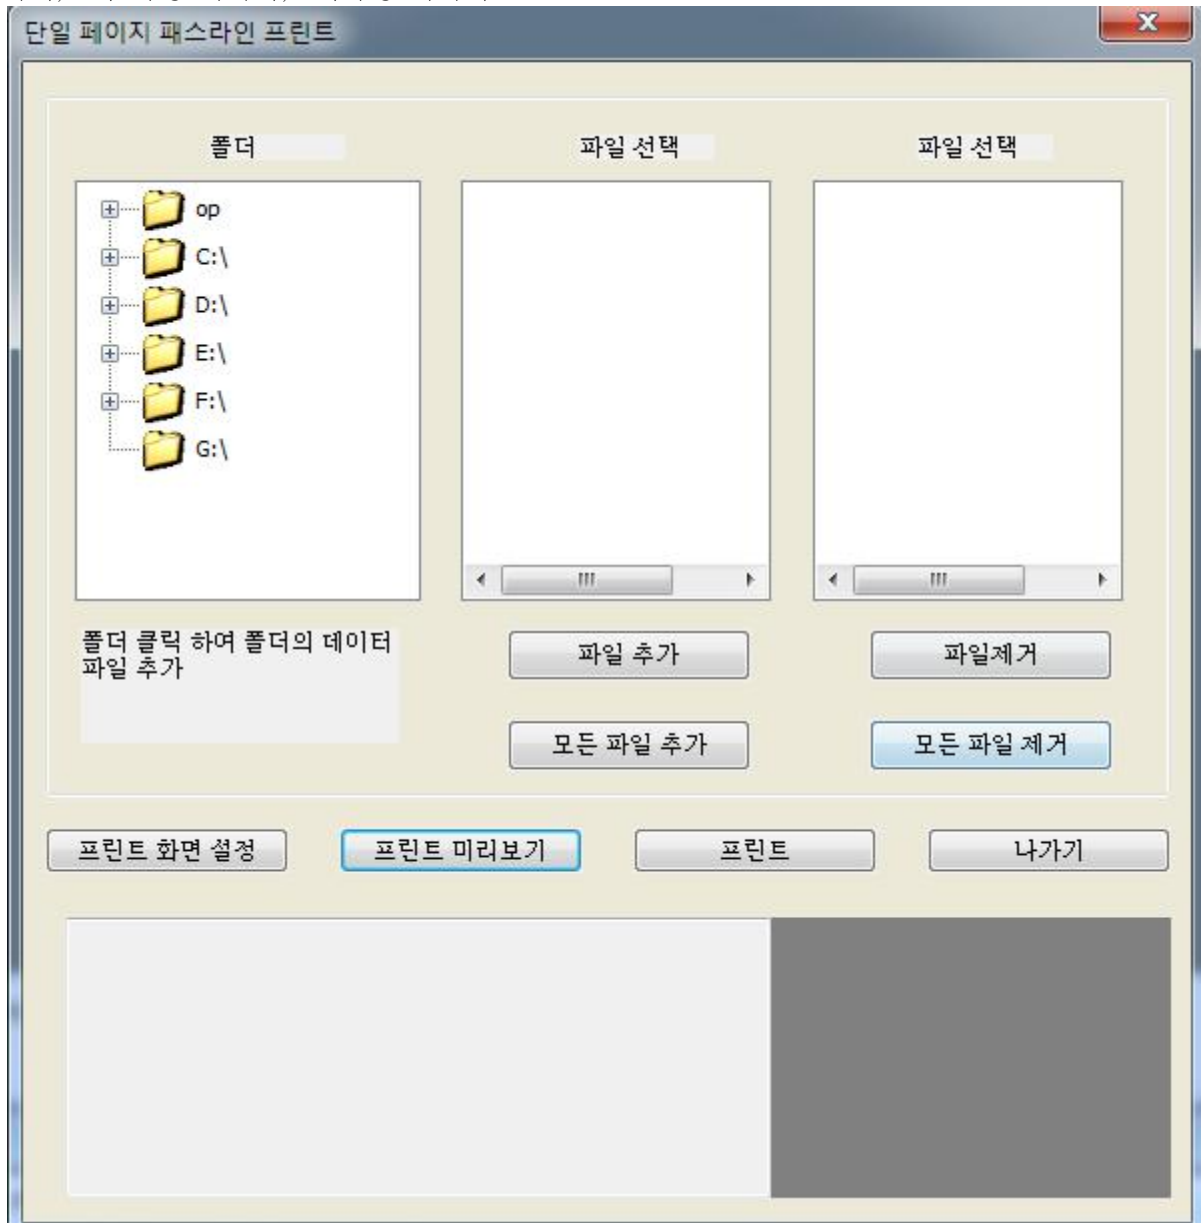 단일 페이지 패스라인 프린트
폴더
파일 선택
파일 선택
op
C:\
D:\
E:\
F:\
G:\
폴더 클릭 하여 폴더의 데이터
파일 추가
파일 추가
파일제거
모든 파일 추가
모든 파일 제거
프린트 화면 설정
프린트 미리보기
프린트
나가기